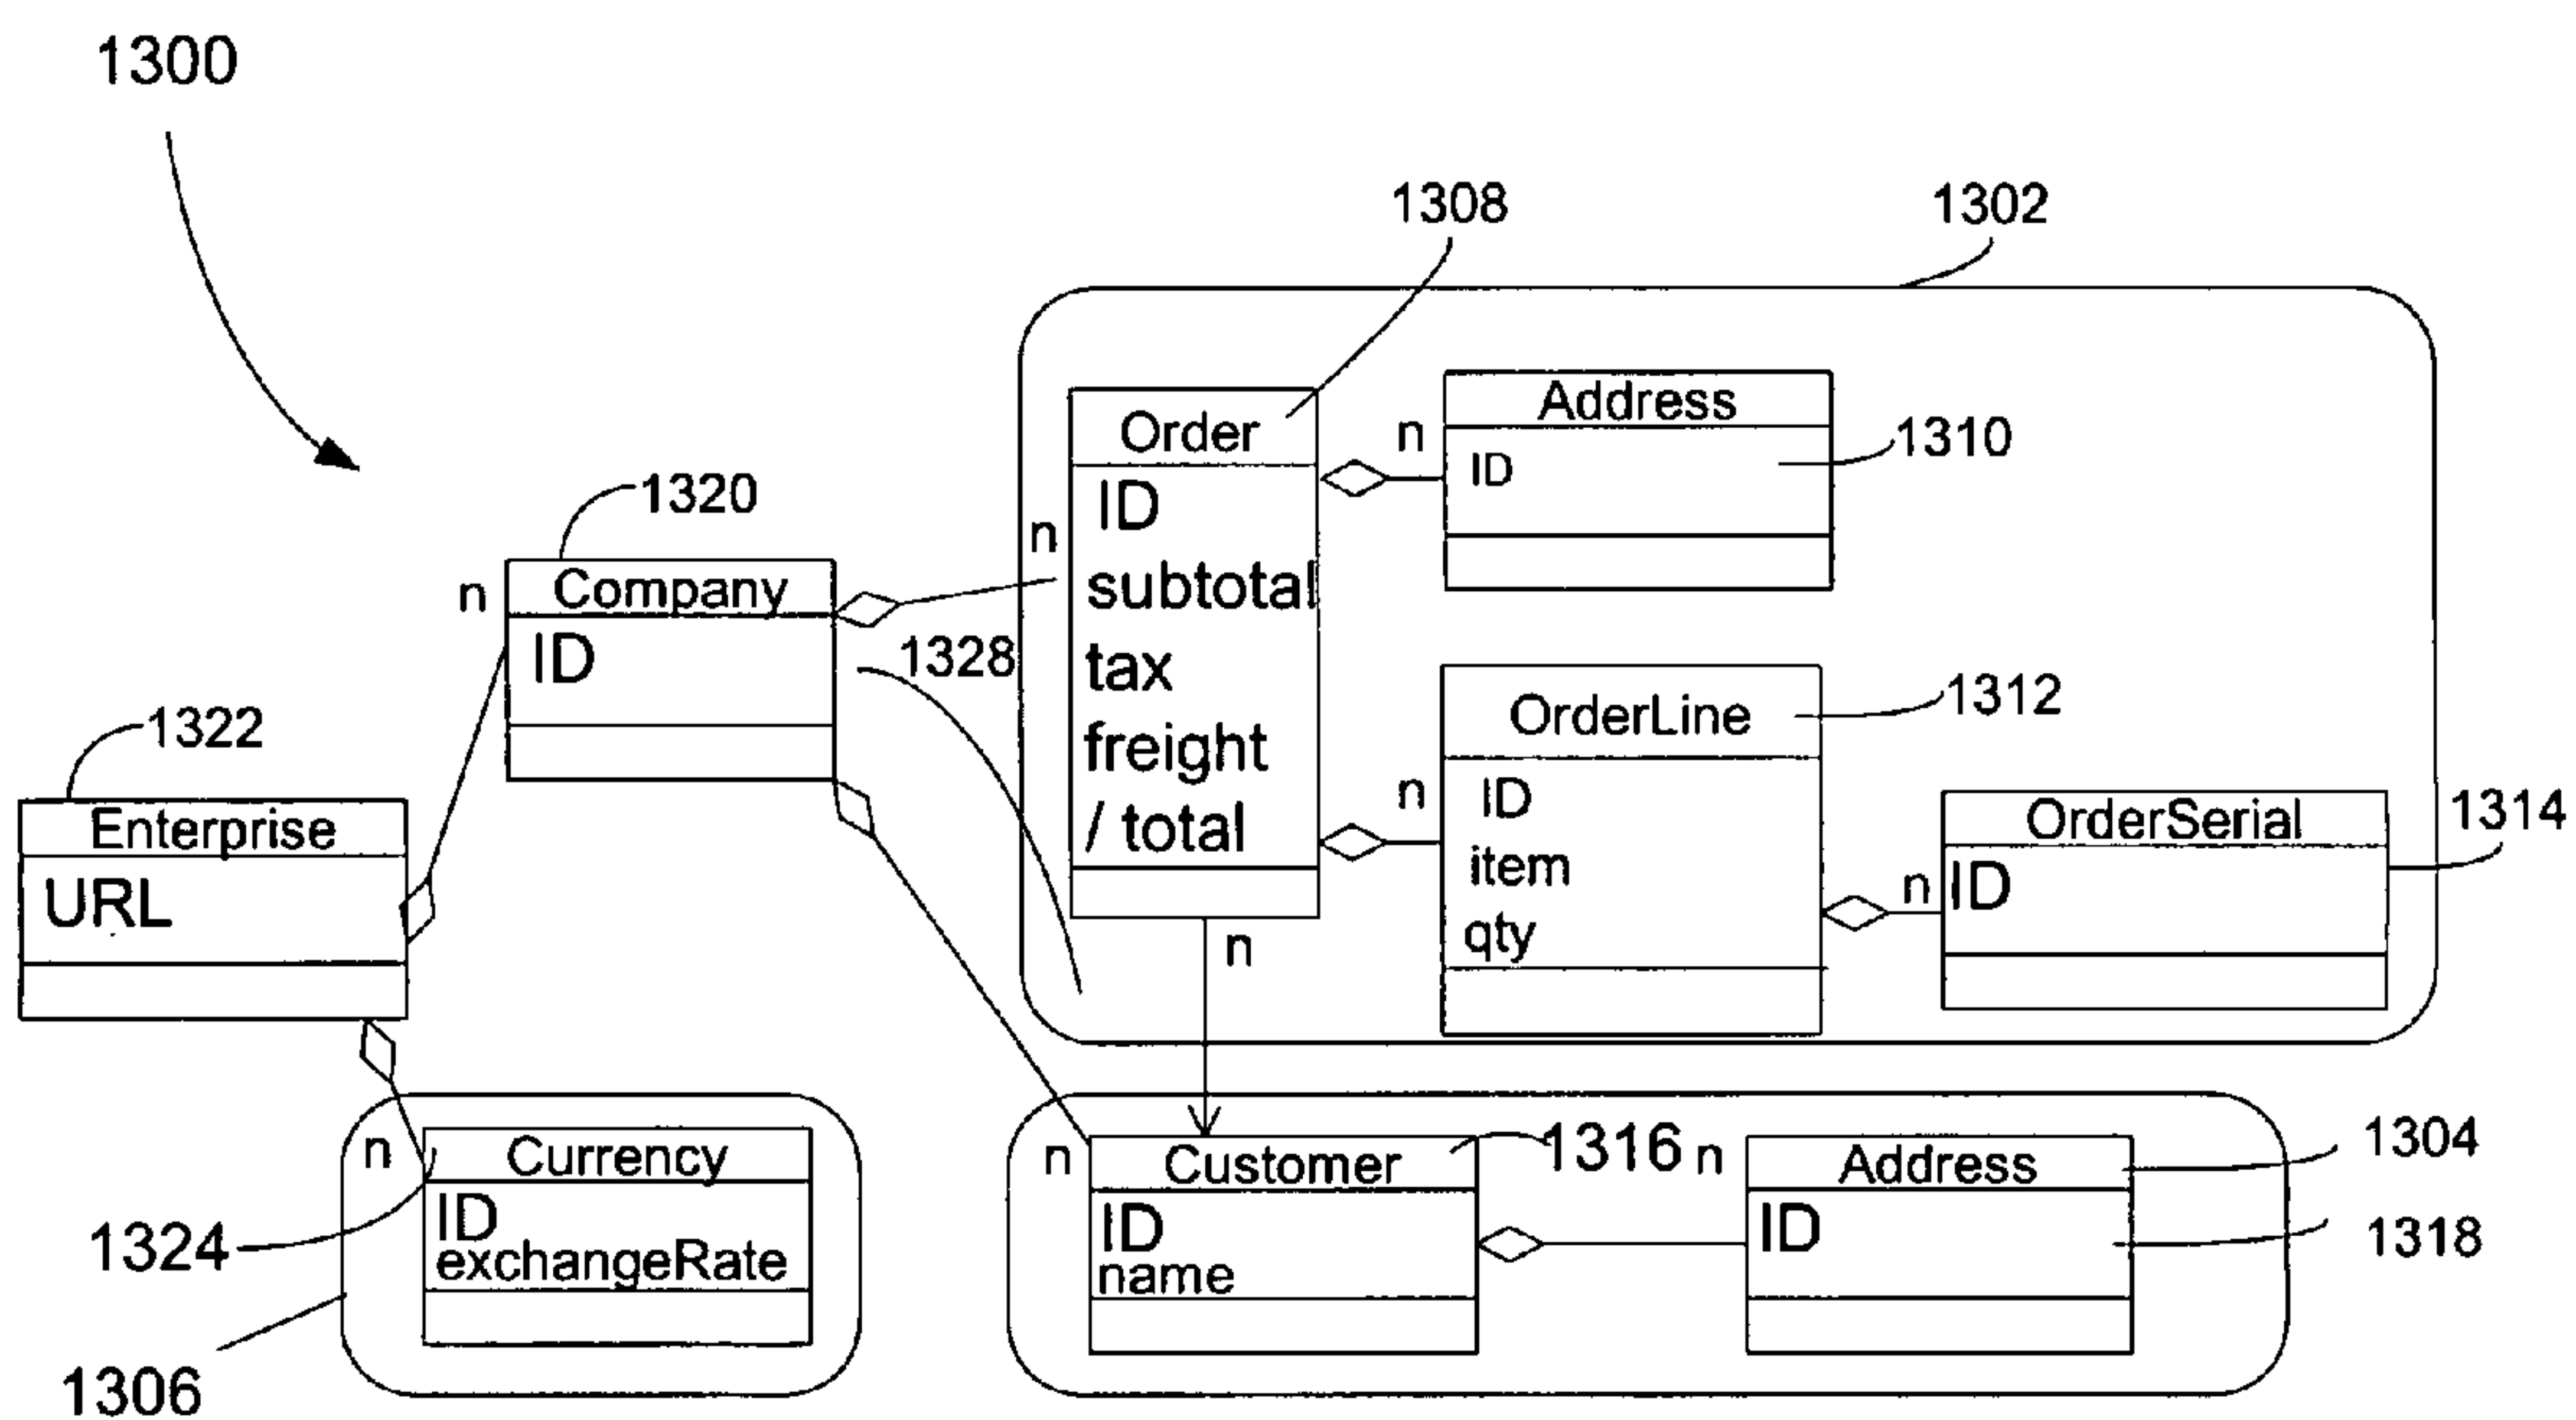 1300
1308
1302
Order
ID
subtotal
tax
freight
/ total
n
n
Address
ID
1310
n
OrderLine
ID
item
qty
1312
n
OrderSerial
ID
1314
n
1320
n
Company
ID
1328
1322
Enterprise
URL
n
Currency
ID
exchangeRate
1324
1306
n
Customer
ID
name
1316
n
Address
ID
1304
1318